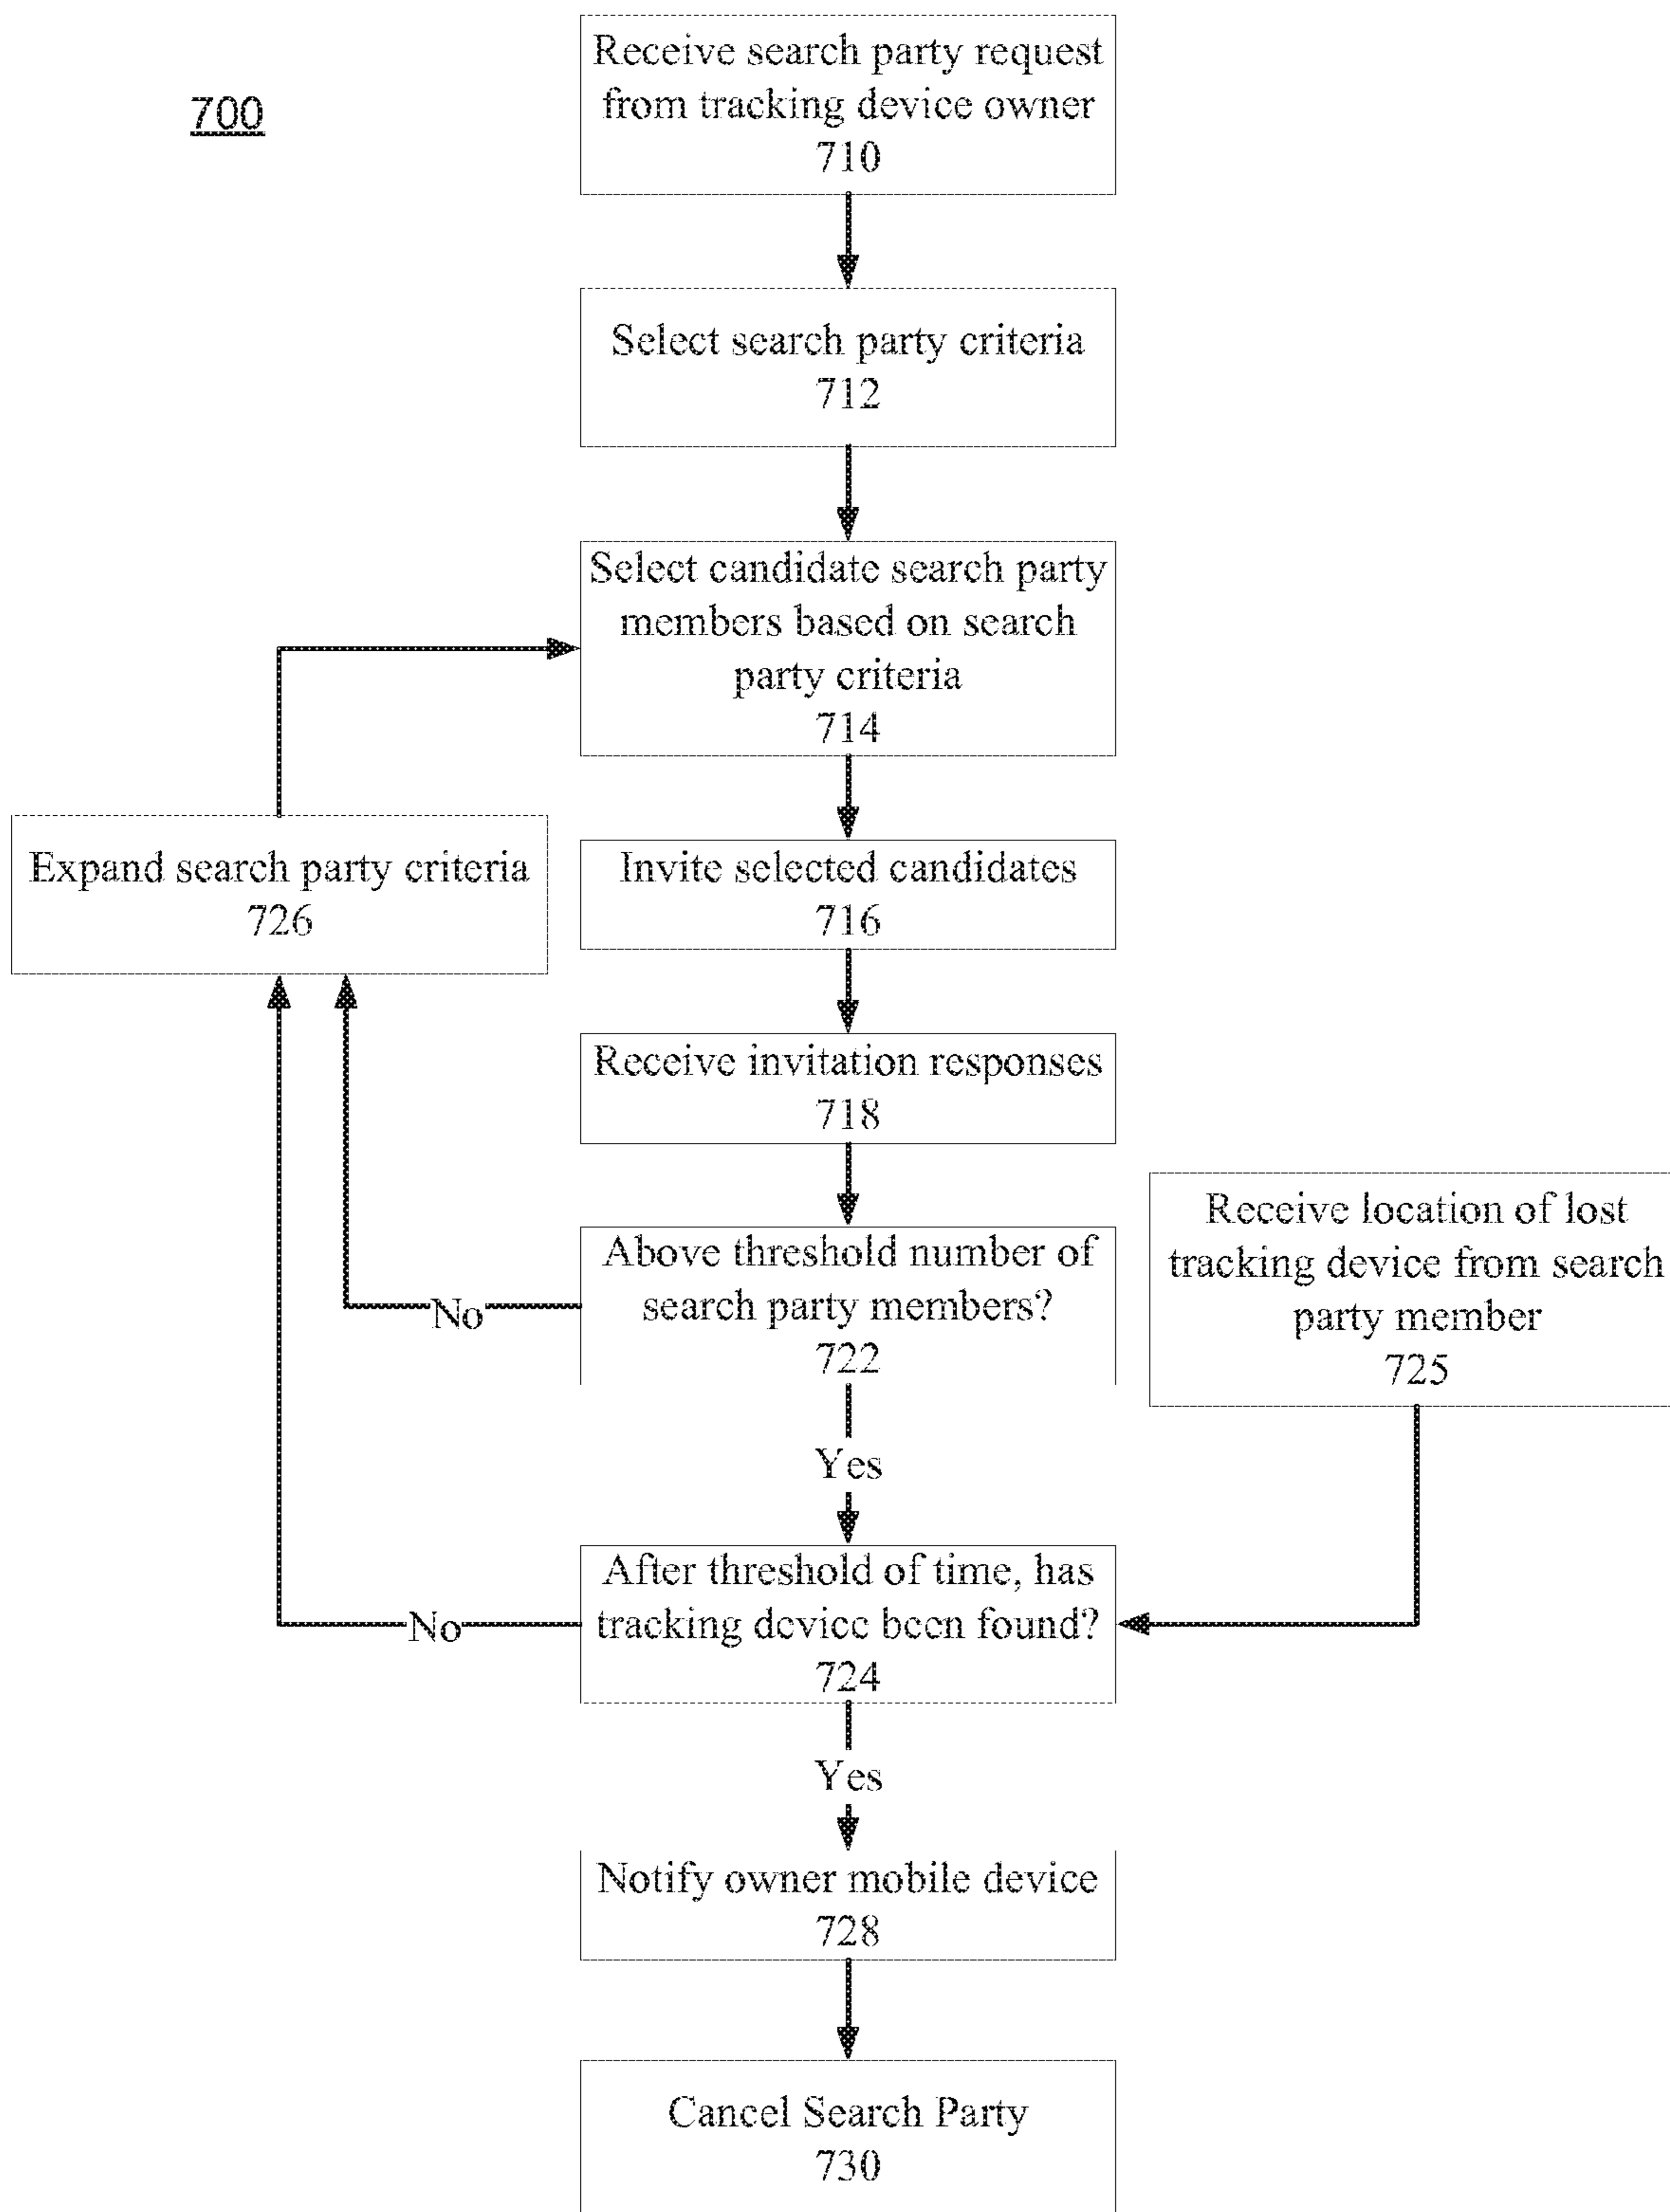 700
Receive search party request
from tracking device owner
710
Select search party criteria
712
Select candidate search party
members based on search
party criteria
714
Expand search party criteria
726
Invite selected candidates
716
Receive invitation responses
718
Above threshold number of
search party members?
722
No
Receive location of lost
tracking device from search
party member
725
Yes
After threshold of time, has
tracking device been found?
724
No
Yes
Notify owner mobile device
728
Cancel Search Party
730